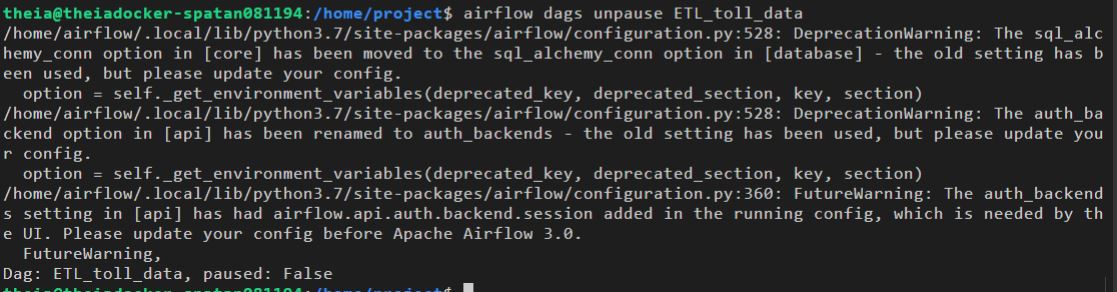 theia@theiadocker-spatan081194:/home/project$ airflow dags unpause ETL_toll_data
/home/airflow/.local/lib/python3.7/site-packages/airflow/configuration.py:528: DeprecationWarning: The sql_alc
hemy_conn option in [core] has been moved to the sql_alchemy_conn option in [database] - the old setting has b
een used, but please update your config.
  option = self._get_environment_variables(deprecated_key, deprecated_section, key, section)
/home/airflow/.local/lib/python3.7/site-packages/airflow/configuration.py:528: DeprecationWarning: The auth_ba
ckend option in [api] has been renamed to auth_backends - the old setting has been used, but please update you
r config.
  option = self._get_environment_variables(deprecated_key, deprecated_section, key, section)
/home/airflow/.local/lib/python3.7/site-packages/airflow/configuration.py:360: FutureWarning: The auth_backend
s setting in [api] has had airflow.api.auth.backend.session added in the running config, which is needed by th
e UI. Please update your config before Apache Airflow 3.0.
  FutureWarning,
Dag: ETL_toll_data, paused: False
theia@theiadocker-spatan081194:/home/project$